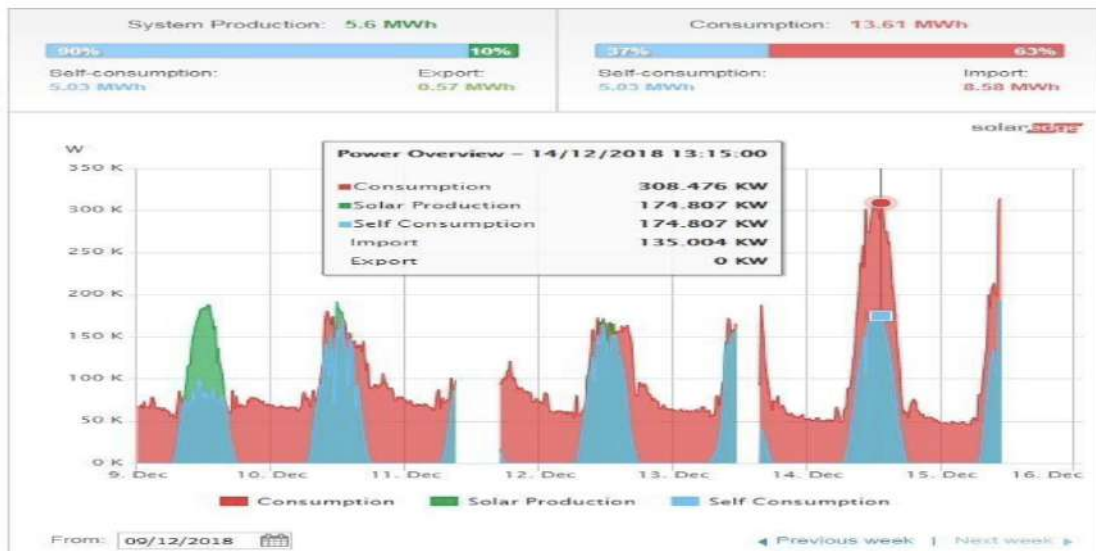 System Production: 5.6 MWh
90% 10%
Self-consumption: Export:
5.03 MWh 0.57 MWh
Consumption: 13.61 MWh
37% 63%
Self-consumption: Import:
5.03 MWh 8.58 MWh
solaredge
W
Power Overview - 14/12/2018 13:15:00
Consumption 308.476 KW
Solar Production 174.807 KW
Self Consumption 174.807 KW
Import 135.004 KW
Export 0 KW
350 K
300 K
250 K
200 K
150 K
100 K
50 K
0 K
9. Dec 10. Dec 11. Dec 12. Dec 13. Dec 14. Dec 15. Dec 16. Dec
Consumption Solar Production Self Consumption
From: 09/12/2018 Previous week | Next week